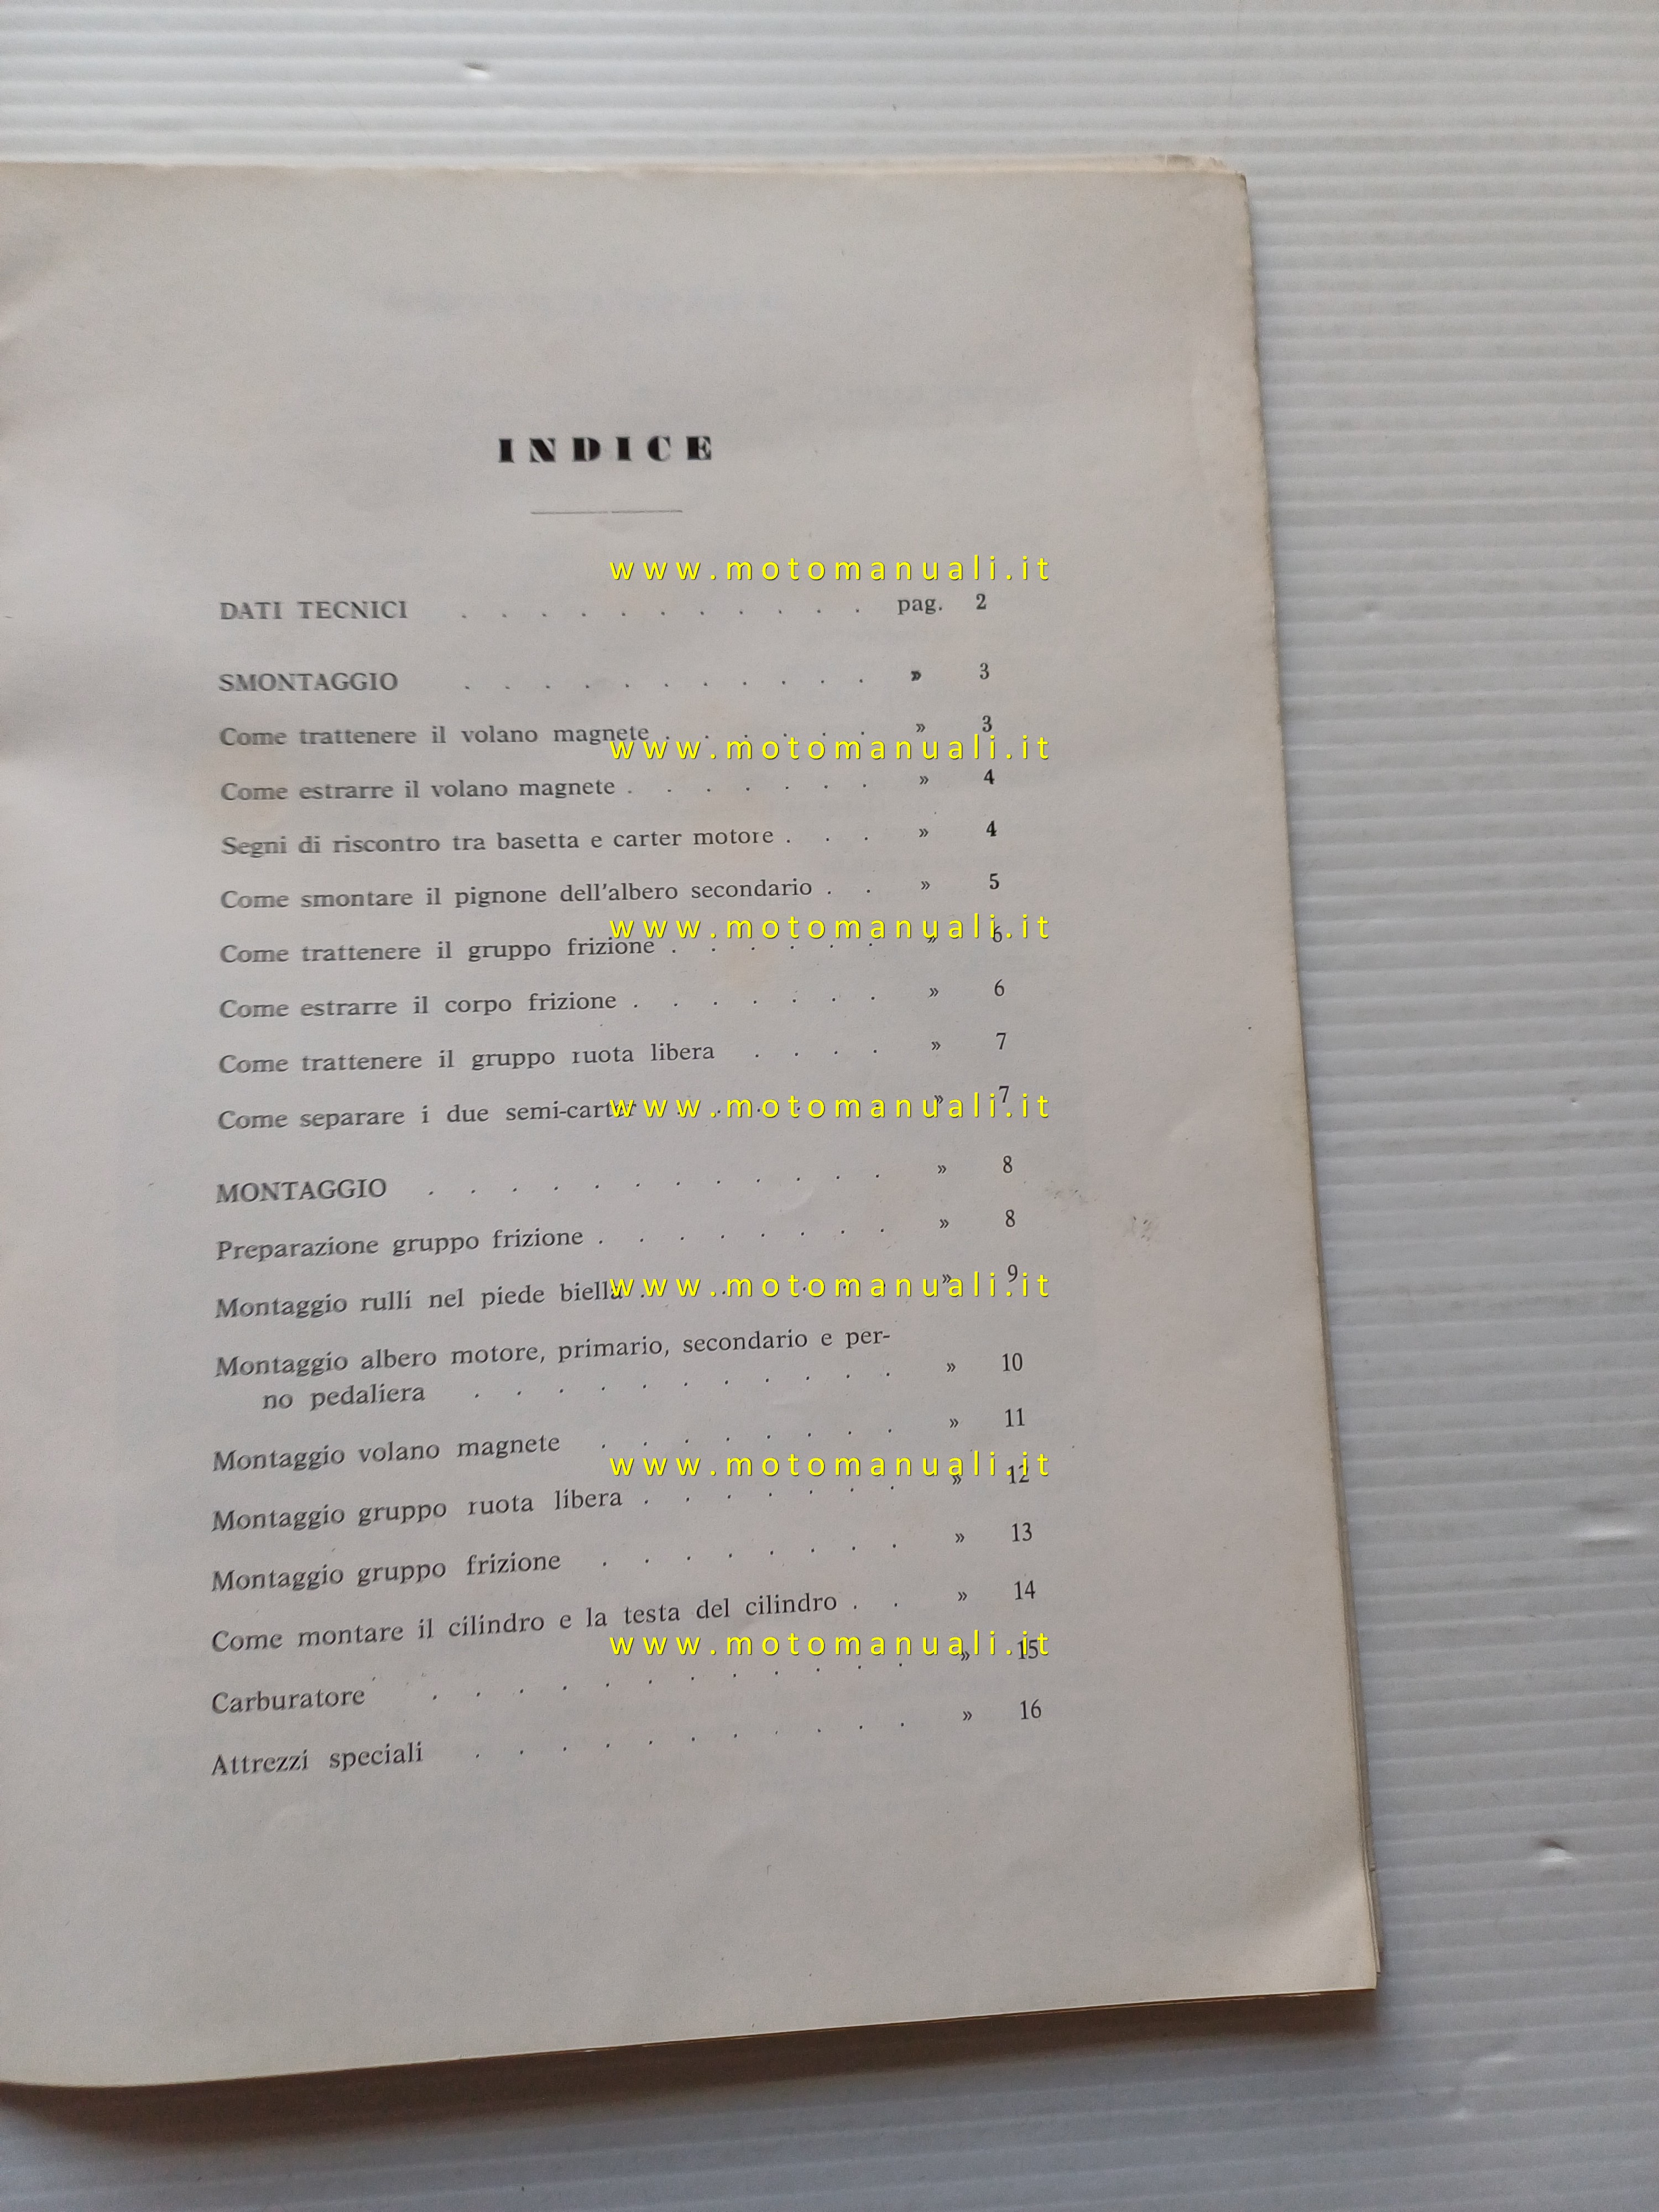 INDICE
www.motomanuali.it
DATI TECNICI . . . . . . . . . . . pag. 2
SMONTAGGIO . . . . . . . . . . . » 3
Come trattenere il volano magnete . . . . . . » 3
www.motomanuali.it
Come estrarre il volano magnete . . . . . . . » 4
Segni di riscontro tra basetta e carter motore . . . » 4
Come smontare il pignone dell'albero secondario . . » 5
www.motomanuali.it
Come trattenere il gruppo frizione . . . . . . » 6
Come estrarre il corpo frizione . . . . . . . » 6
Come trattenere il gruppo ruota libera . . . . » 7
Come separare i due semi-carter . . . . . . » 7
www.motomanuali.it
MONTAGGIO . . . . . . . . . . . . » 8
Preparazione gruppo frizione . . . . . . . . » 8
Montaggio rulli nel piede biella . . . . . . . » 9
www.motomanuali.it
Montaggio albero motore, primario, secondario e per-
no pedaliera . . . . . . . . . . . » 10
Montaggio volano magnete . . . . . . . . » 11
www.motomanuali.it
Montaggio gruppo ruota libera . . . . . . . » 12
Montaggio gruppo frizione . . . . . . . . » 13
Come montare il cilindro e la testa del cilindro . . » 14
www.motomanuali.it
Carburatore . . . . . . . . . . . . » 15
Attrezzi speciali . . . . . . . . . . . » 16